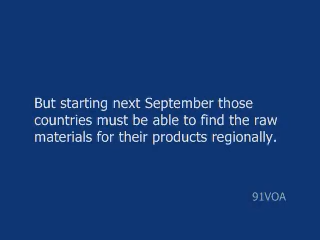 But starting next September those
countries must be able to find the raw
materials for their products regionally.
91VOA